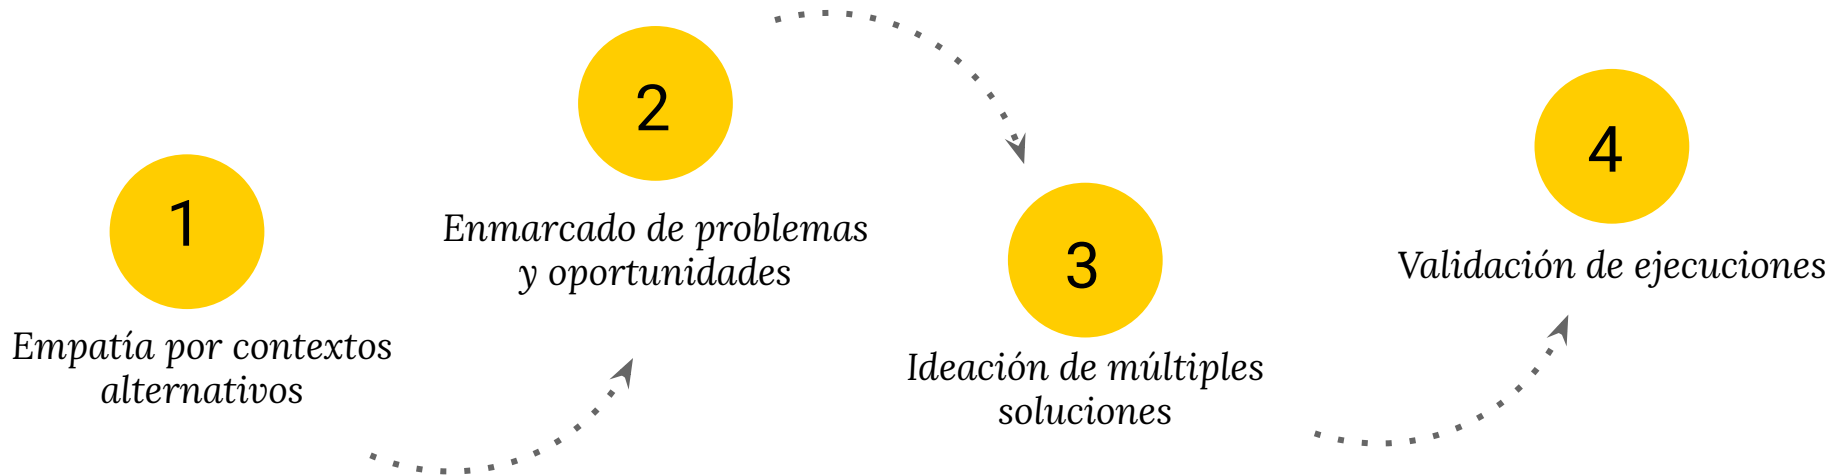 1
Empatía por contextos
alternativos
2
Enmarcado de problemas
y oportunidades
3
Ideación de múltiples
soluciones
4
Validación de ejecuciones